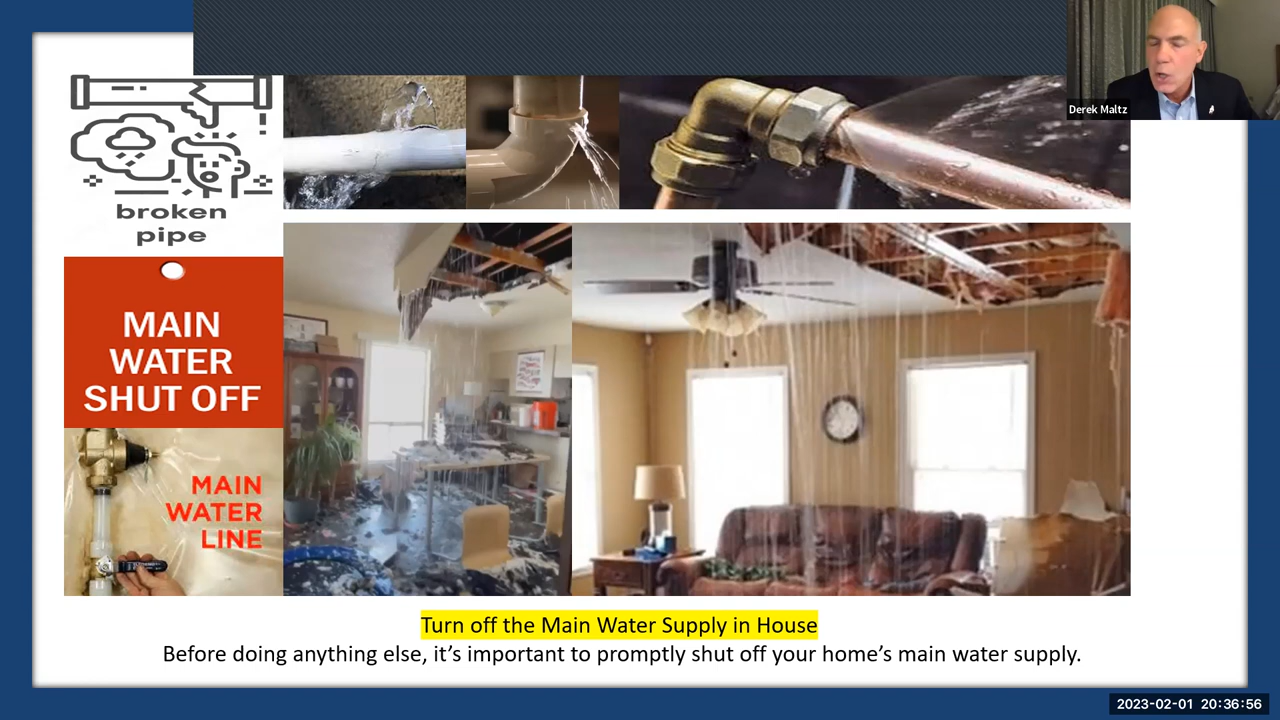 Derek Maltz
broken
pipe
MAIN
WATER
SHUT OFF
MAIN
WATER
LINE
Turn off the Main Water Supply in House
Before doing anything else, it’s important to promptly shut off your home’s main water supply.
2023-02-01 20:36:56